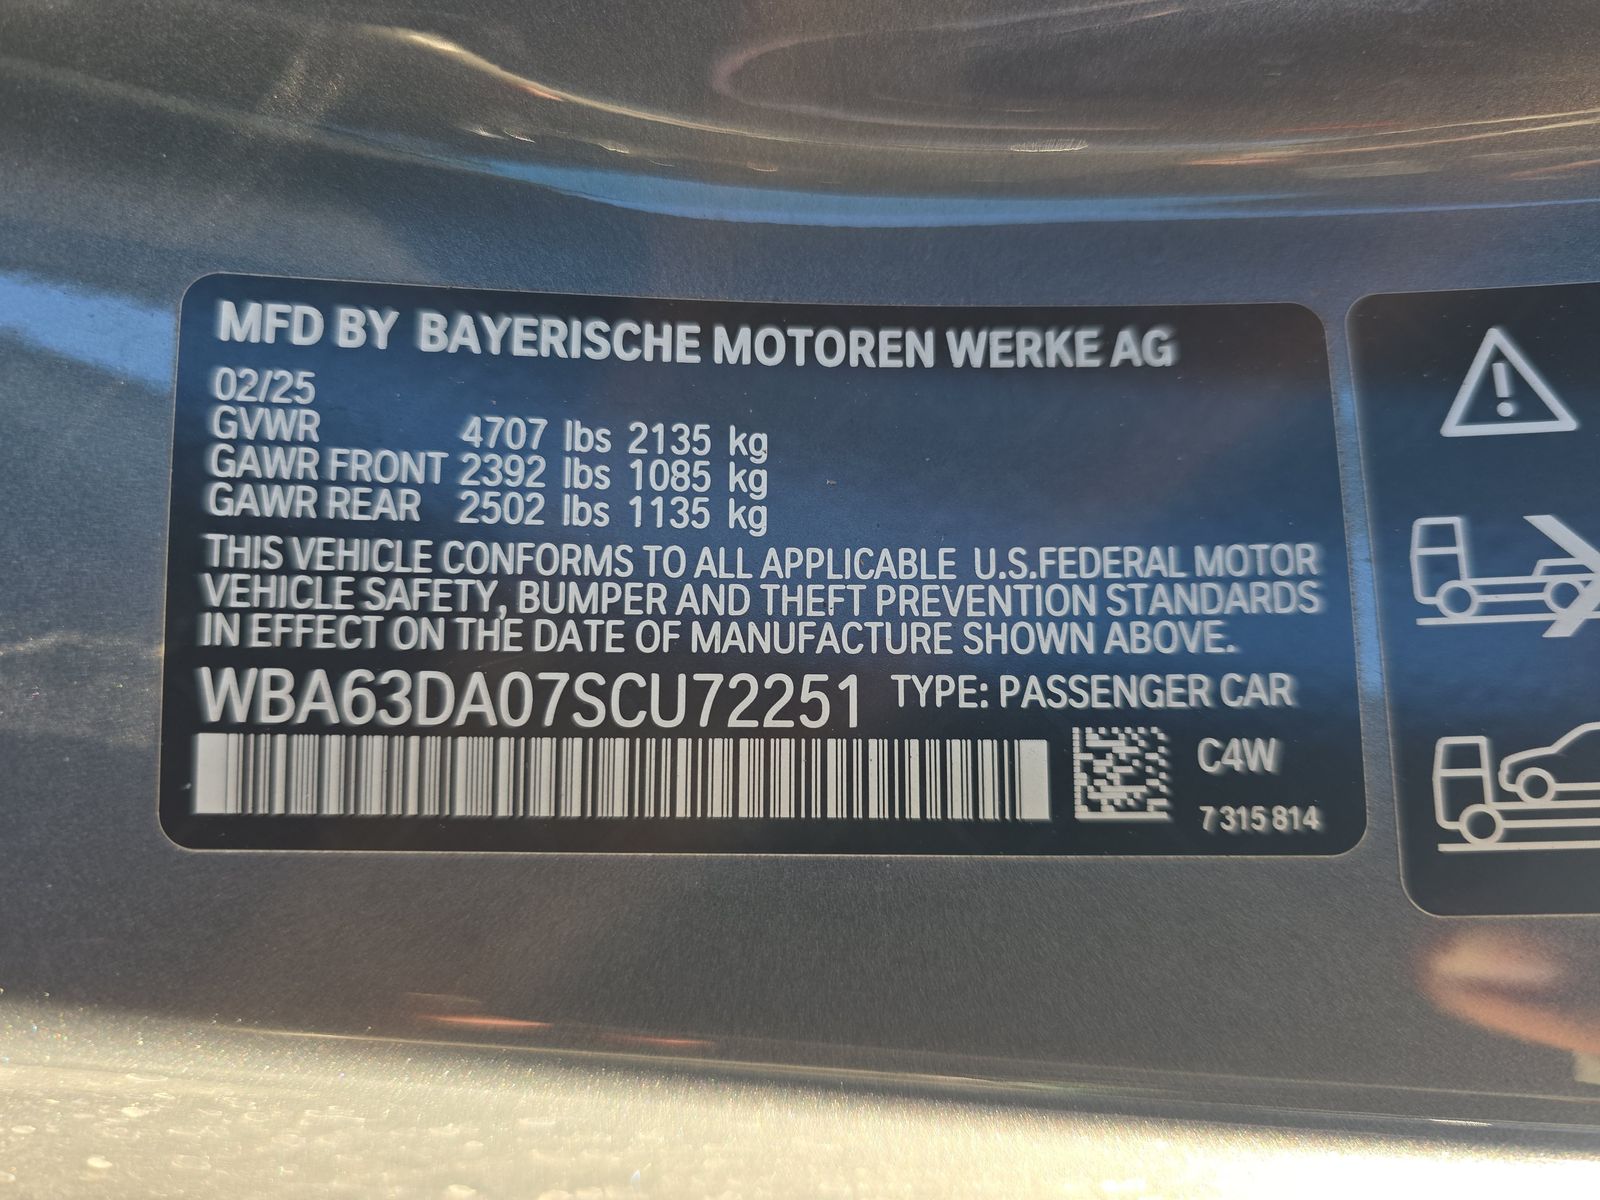 MFD BY BAYERISCHE MOTOREN WERKE AG
02/25
GVWR 4707 lbs 2135 kg
GAWR FRONT 2392 lbs 1085 kg
GAWR REAR 2502 lbs 1135 kg
THIS VEHICLE CONFORMS TO ALL APPLICABLE U.S.FEDERAL MOTOR
VEHICLE SAFETY, BUMPER AND THEFT PREVENTION STANDARDS
IN EFFECT ON THE DATE OF MANUFACTURE SHOWN ABOVE.
WBA63DA07SCU72251 TYPE: PASSENGER CAR
C4W
7 315 814